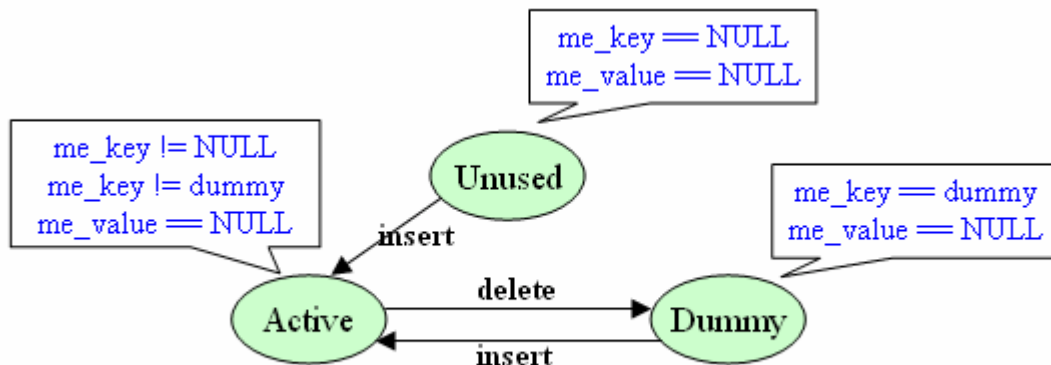 me_key == NULL
me_value == NULL
me_key != NULL
me_key != dummy
me_value == NULL
Unused
me_key == dummy
me_value == NULL
insert
delete
Active
Dummy
insert